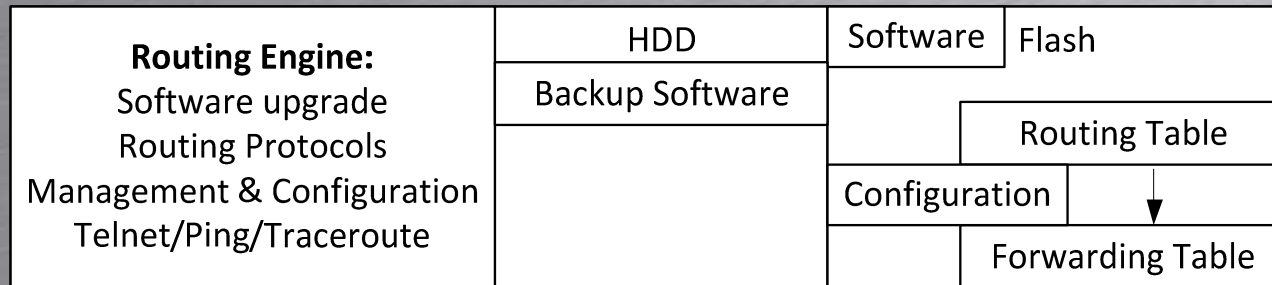 Routing Engine:
Software upgrade
Routing Protocols
Management & Configuration
Telnet/Ping/Traceroute
HDD
Backup Software
Software
Flash
Routing Table
Configuration
Forwarding Table